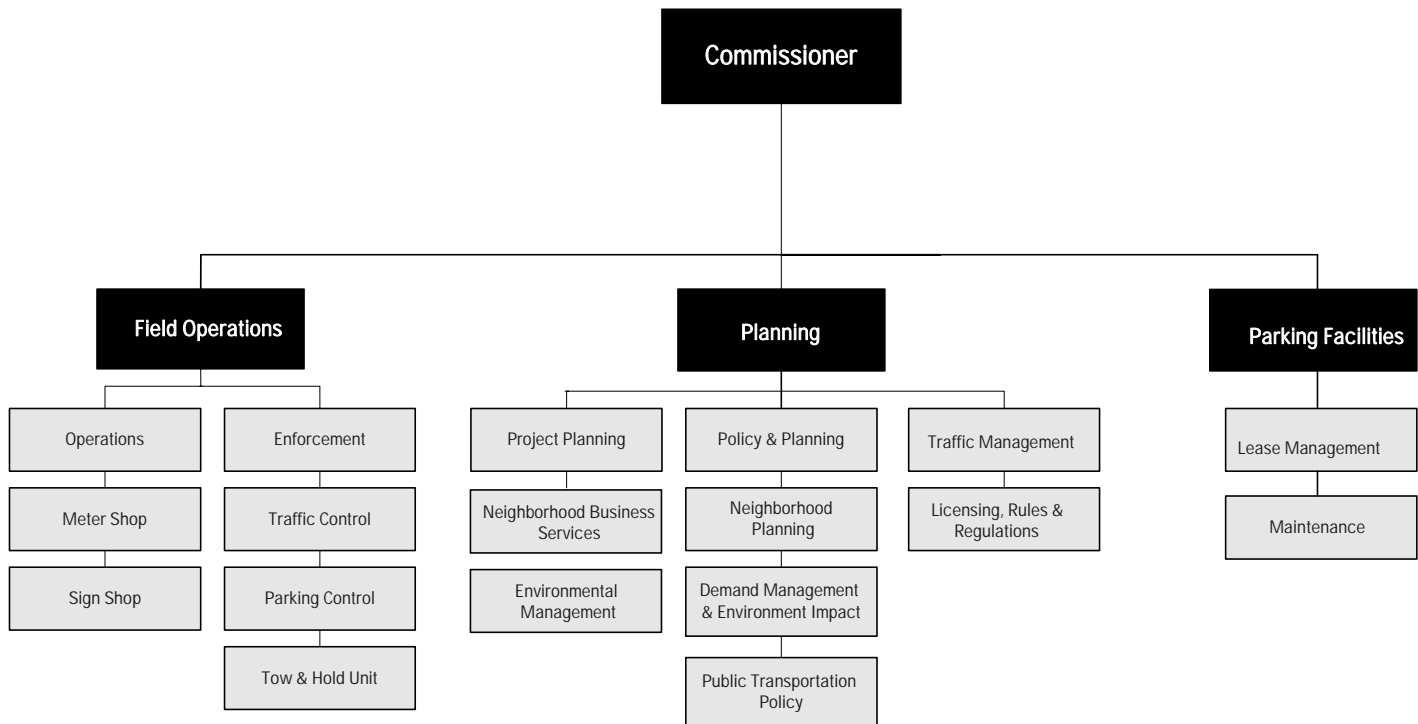 Commissioner
Field Operations
Planning
Parking Facilities
Operations
Enforcement
Project Planning
Policy & Planning
Traffic Management
Lease Management
Meter Shop
Traffic Control
Neighborhood Business
Services
Neighborhood
Planning
Licensing, Rules &
Regulations
Maintenance
Sign Shop
Parking Control
Environmental
Management
Demand Management
& Environment Impact
Tow & Hold Unit
Public Transportation
Policy